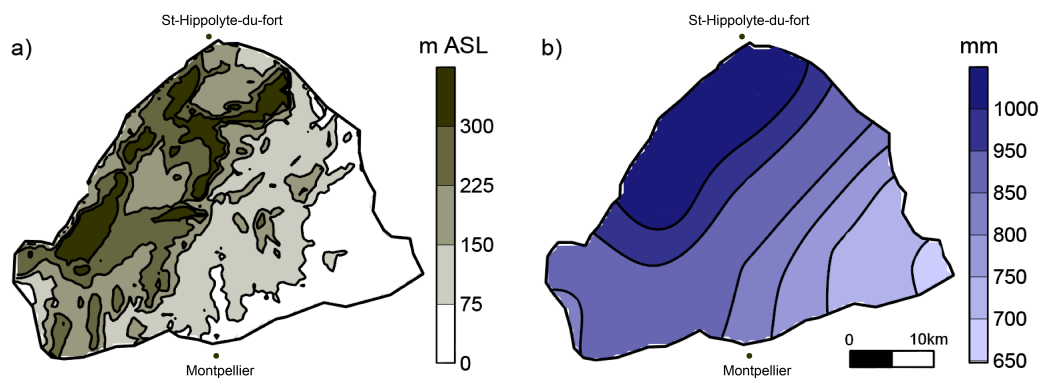 St-Hippolyte-du-fort
a)
m ASL
300
225
150
75
0
Montpellier
St-Hippolyte-du-fort
b)
mm
1000
950
850
800
750
700
650
0 10km
Montpellier